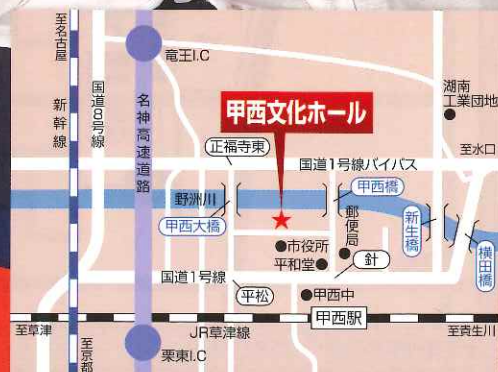 至名古屋
新幹線
国道8号線
名神高速道路
竜王I.C
甲西文化ホール
湖南
工業団地
至水口
正福寺東
国道1号線バイパス
野洲川
甲西大橋
甲西橋
郵便局
新生橋
横田橋
市役所
平和堂
針
国道1号線
平松
甲西中
甲西駅
至草津
至京都
JR草津線
至貴生川
栗東I.C